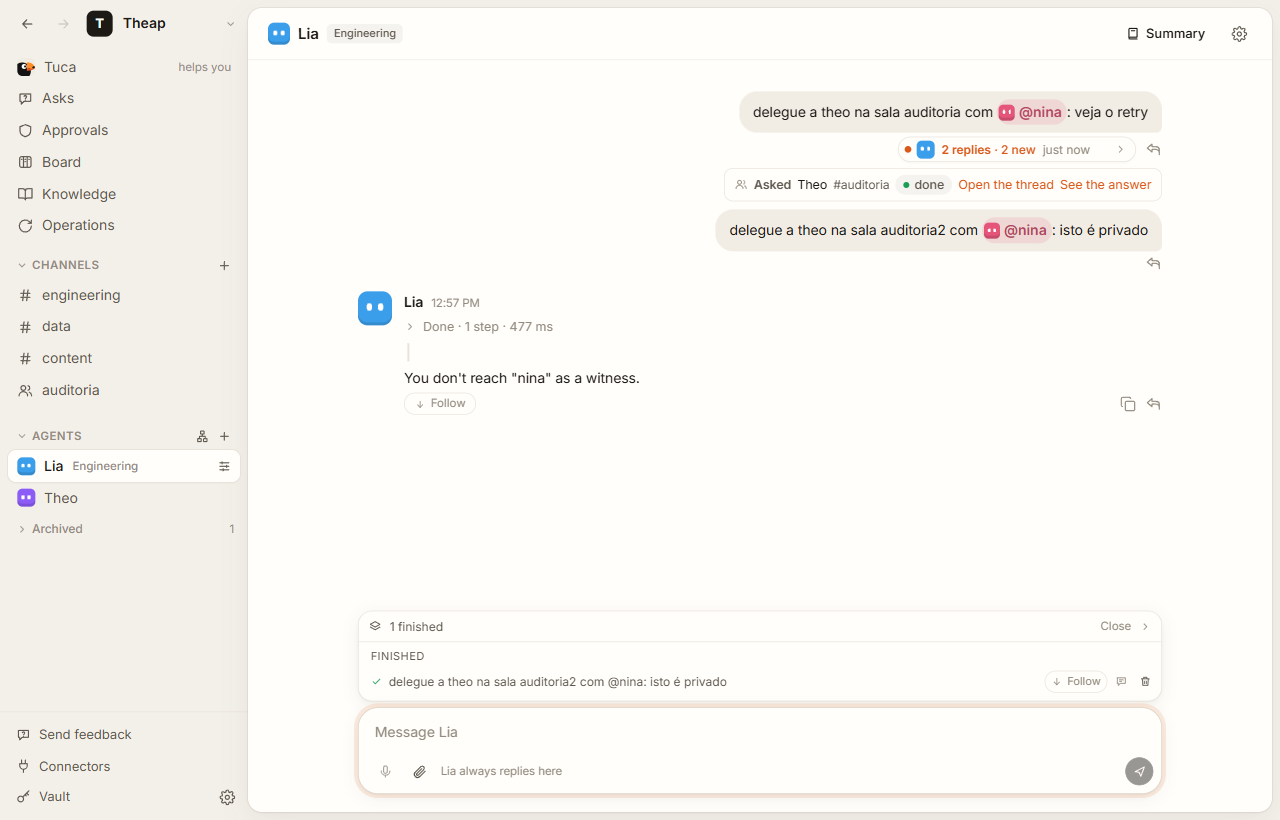 T Theap
Tuca helps you
Asks
Approvals
Board
Knowledge
Operations
CHANNELS
# engineering
# data
# content
auditoria
AGENTS
Lia Engineering
Theo
Archived 1
Send feedback
Connectors
Vault
Lia Engineering
Summary
delegue a theo na sala auditoria com @nina : veja o retry
2 replies · 2 new just now
Asked Theo #auditoria done Open the thread See the answer
delegue a theo na sala auditoria2 com @nina : isto é privado
Lia 12:57 PM
Done · 1 step · 477 ms
You don't reach "nina" as a witness.
Follow
1 finished Close
FINISHED
delegue a theo na sala auditoria2 com @nina: isto é privado Follow
Message Lia
Lia always replies here